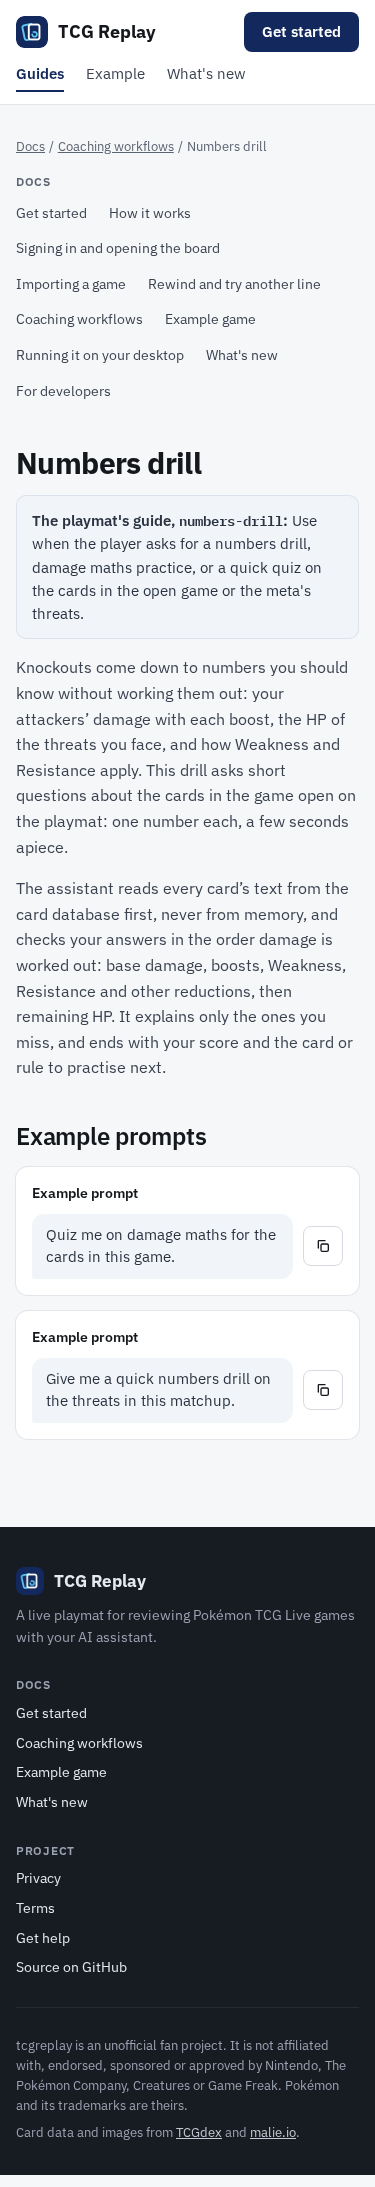 TCG Replay
Get started
Guides
Example
What's new
Docs / Coaching workflows / Numbers drill
DOCS
Get started
How it works
Signing in and opening the board
Importing a game
Rewind and try another line
Coaching workflows
Example game
Running it on your desktop
What's new
For developers
Numbers drill
The playmat's guide, numbers-drill: Use
when the player asks for a numbers drill,
damage maths practice, or a quick quiz on
the cards in the open game or the meta's
threats.
Knockouts come down to numbers you should
know without working them out: your
attackers’ damage with each boost, the HP of
the threats you face, and how Weakness and
Resistance apply. This drill asks short
questions about the cards in the game open on
the playmat: one number each, a few seconds
apiece.
The assistant reads every card’s text from the
card database first, never from memory, and
checks your answers in the order damage is
worked out: base damage, boosts, Weakness,
Resistance and other reductions, then
remaining HP. It explains only the ones you
miss, and ends with your score and the card or
rule to practise next.
Example prompts
Example prompt
Quiz me on damage maths for the
cards in this game.
Example prompt
Give me a quick numbers drill on
the threats in this matchup.
TCG Replay
A live playmat for reviewing Pokémon TCG Live games
with your AI assistant.
DOCS
Get started
Coaching workflows
Example game
What's new
PROJECT
Privacy
Terms
Get help
Source on GitHub
tcgreplay is an unofficial fan project. It is not affiliated
with, endorsed, sponsored or approved by Nintendo, The
Pokémon Company, Creatures or Game Freak. Pokémon
and its trademarks are theirs.
Card data and images from TCGdex and malie.io.